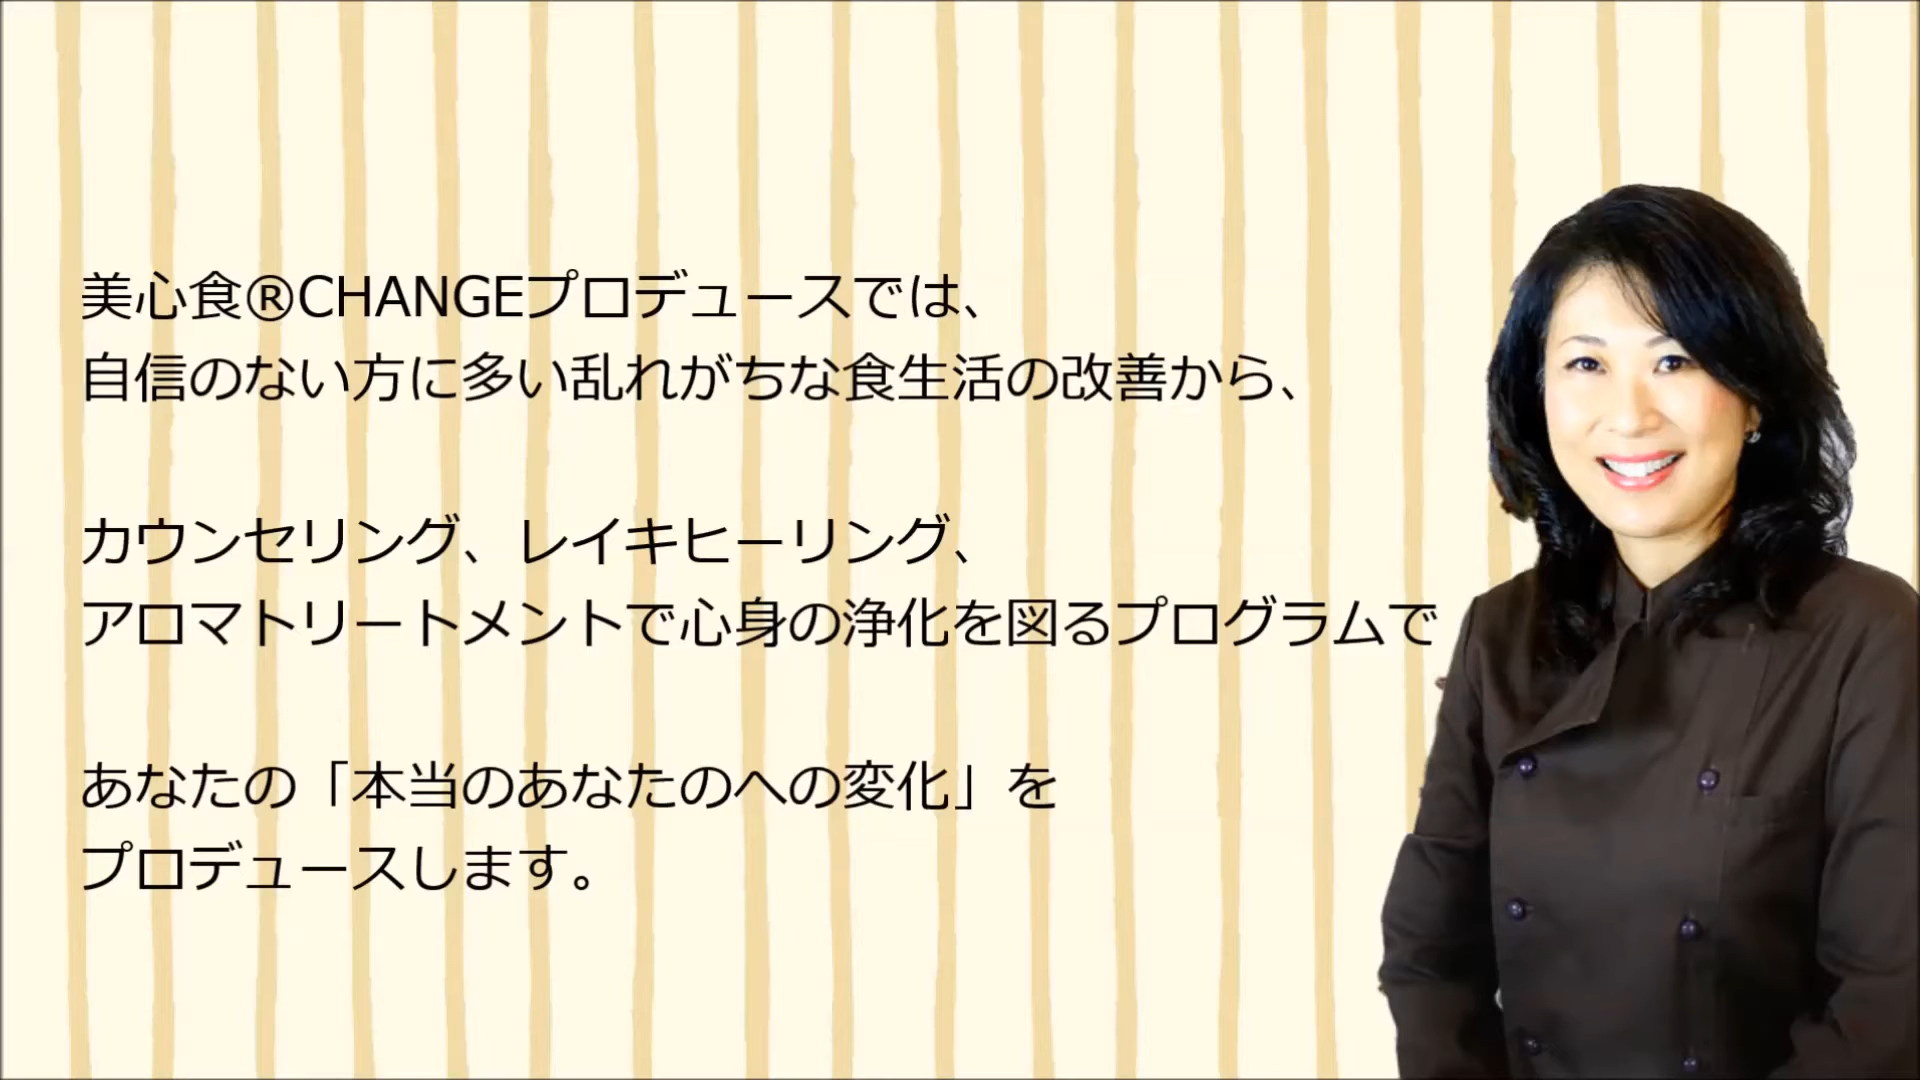 美心食®CHANGEプロデュースでは、
自信のない方に多い乱れがちな食生活の改善から、
カウンセリング、レイキヒーリング、
アロマトリートメントで心身の浄化を図るプログラムで
あなたの「本当のあなたのへの変化」を
プロデュースします。